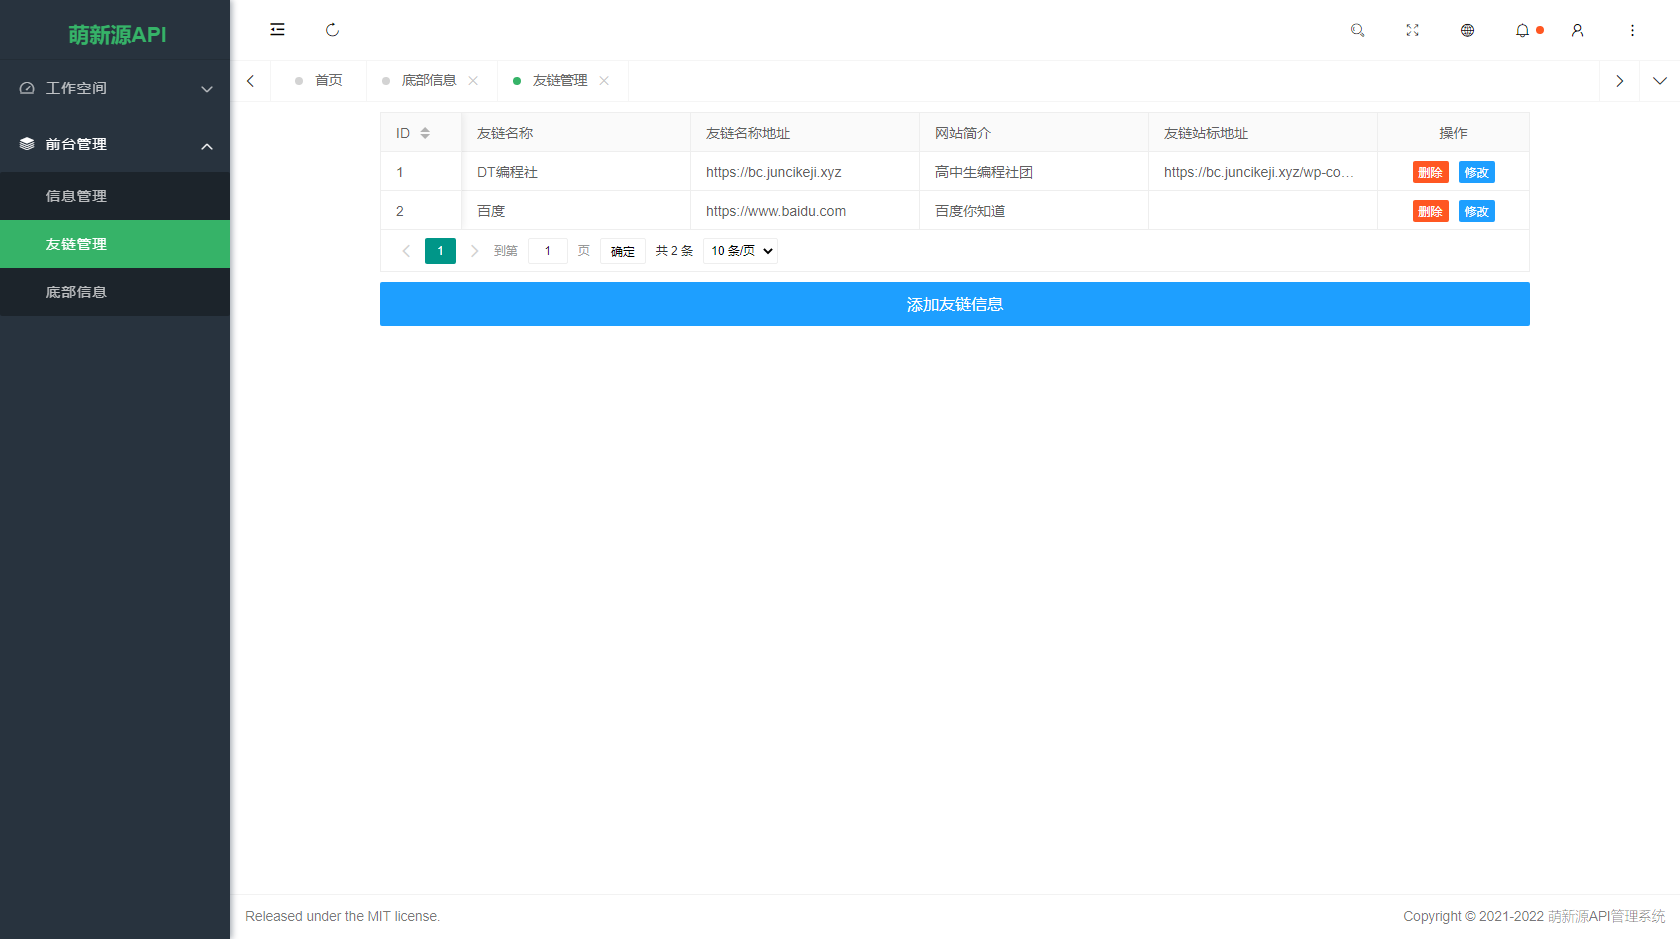 萌新源API
工作空间
前台管理
信息管理
友链管理
底部信息
首页
底部信息
友链管理
ID 友链名称 友链名称地址 网站简介 友链站标地址 操作
1 DT编程社 https://bc.juncikeji.xyz 高中生编程社团 https://bc.juncikeji.xyz/wp-co... 删除 修改
2 百度 https://www.baidu.com 百度你知道 删除 修改
1 到第 1 页 确定 共 2 条 10 条/页
添加友链信息
Released under the MIT license.
Copyright © 2021-2022 萌新源API管理系统